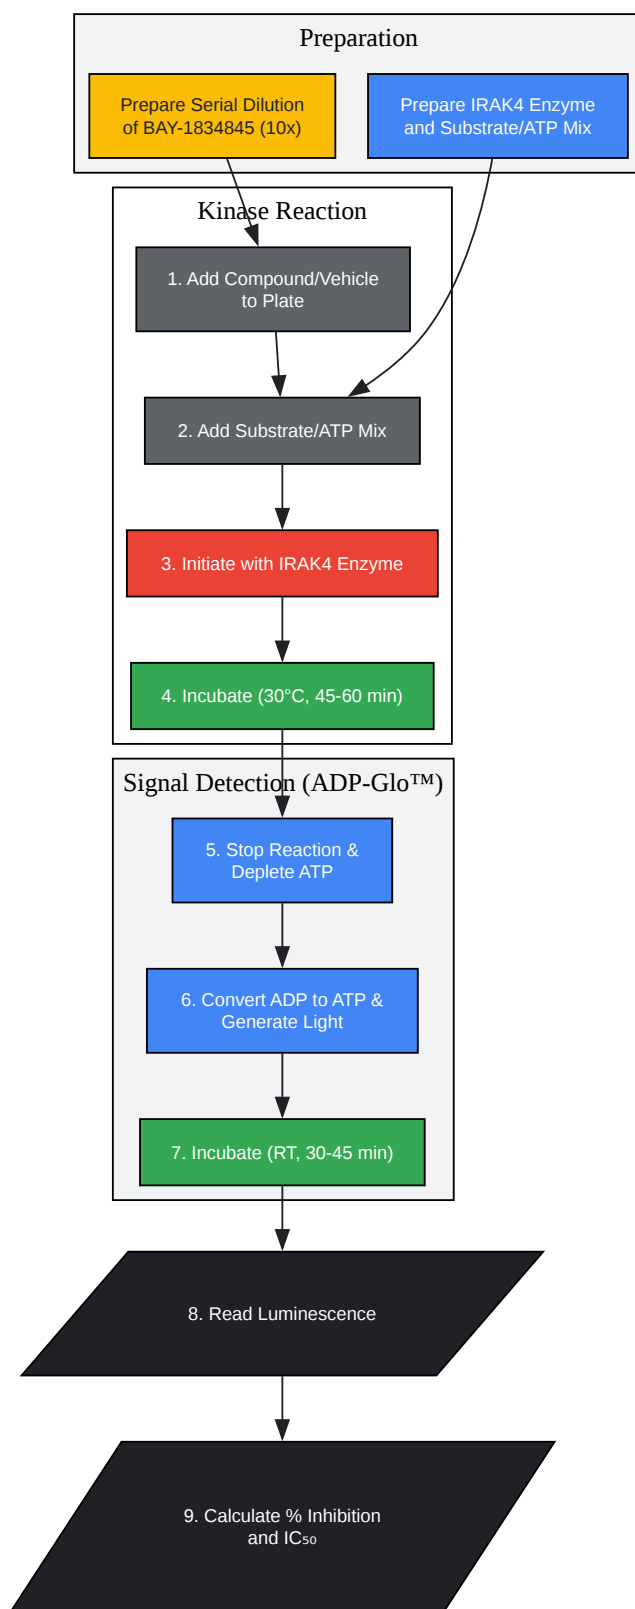 Preparation
Prepare Serial Dilution
of BAY-1834845 (10x)
Prepare IRAK4 Enzyme
and Substrate/ATP Mix
Kinase Reaction
1. Add Compound/Vehicle
to Plate
2. Add Substrate/ATP Mix
3. Initiate with IRAK4 Enzyme
4. Incubate (30°C, 45-60 min)
Signal Detection (ADP-Glo™)
5. Stop Reaction &
Deplete ATP
6. Convert ADP to ATP &
Generate Light
7. Incubate (RT, 30-45 min)
8. Read Luminescence
9. Calculate % Inhibition
and IC₅₀